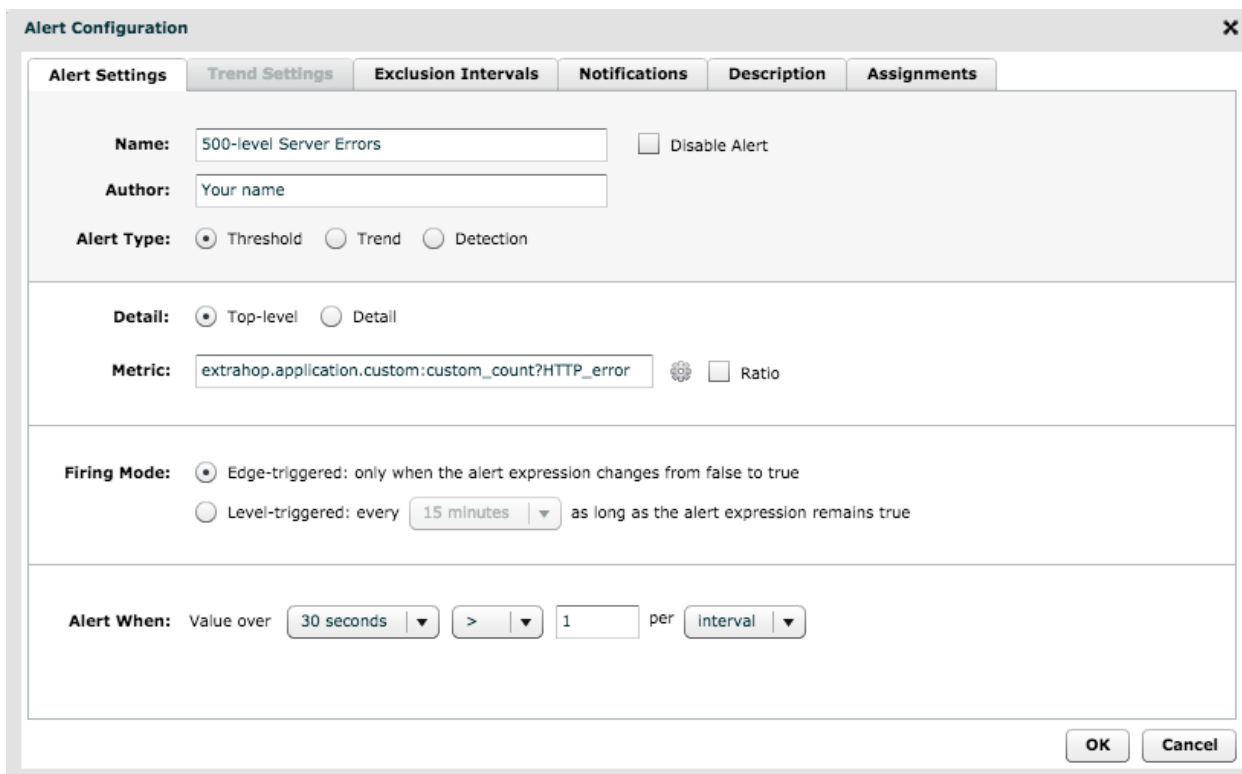 Alert Configuration
Alert Settings Trend Settings Exclusion Intervals Notifications Description Assignments
Name: 500-level Server Errors Disable Alert
Author: Your name
Alert Type: Threshold Trend Detection
Detail: Top-level Detail
Metric: extrahop.application.custom:custom_count?HTTP_error Ratio
Firing Mode: Edge-triggered: only when the alert expression changes from false to true
Level-triggered: every 15 minutes as long as the alert expression remains true
Alert When: Value over 30 seconds > 1 per interval
OK Cancel